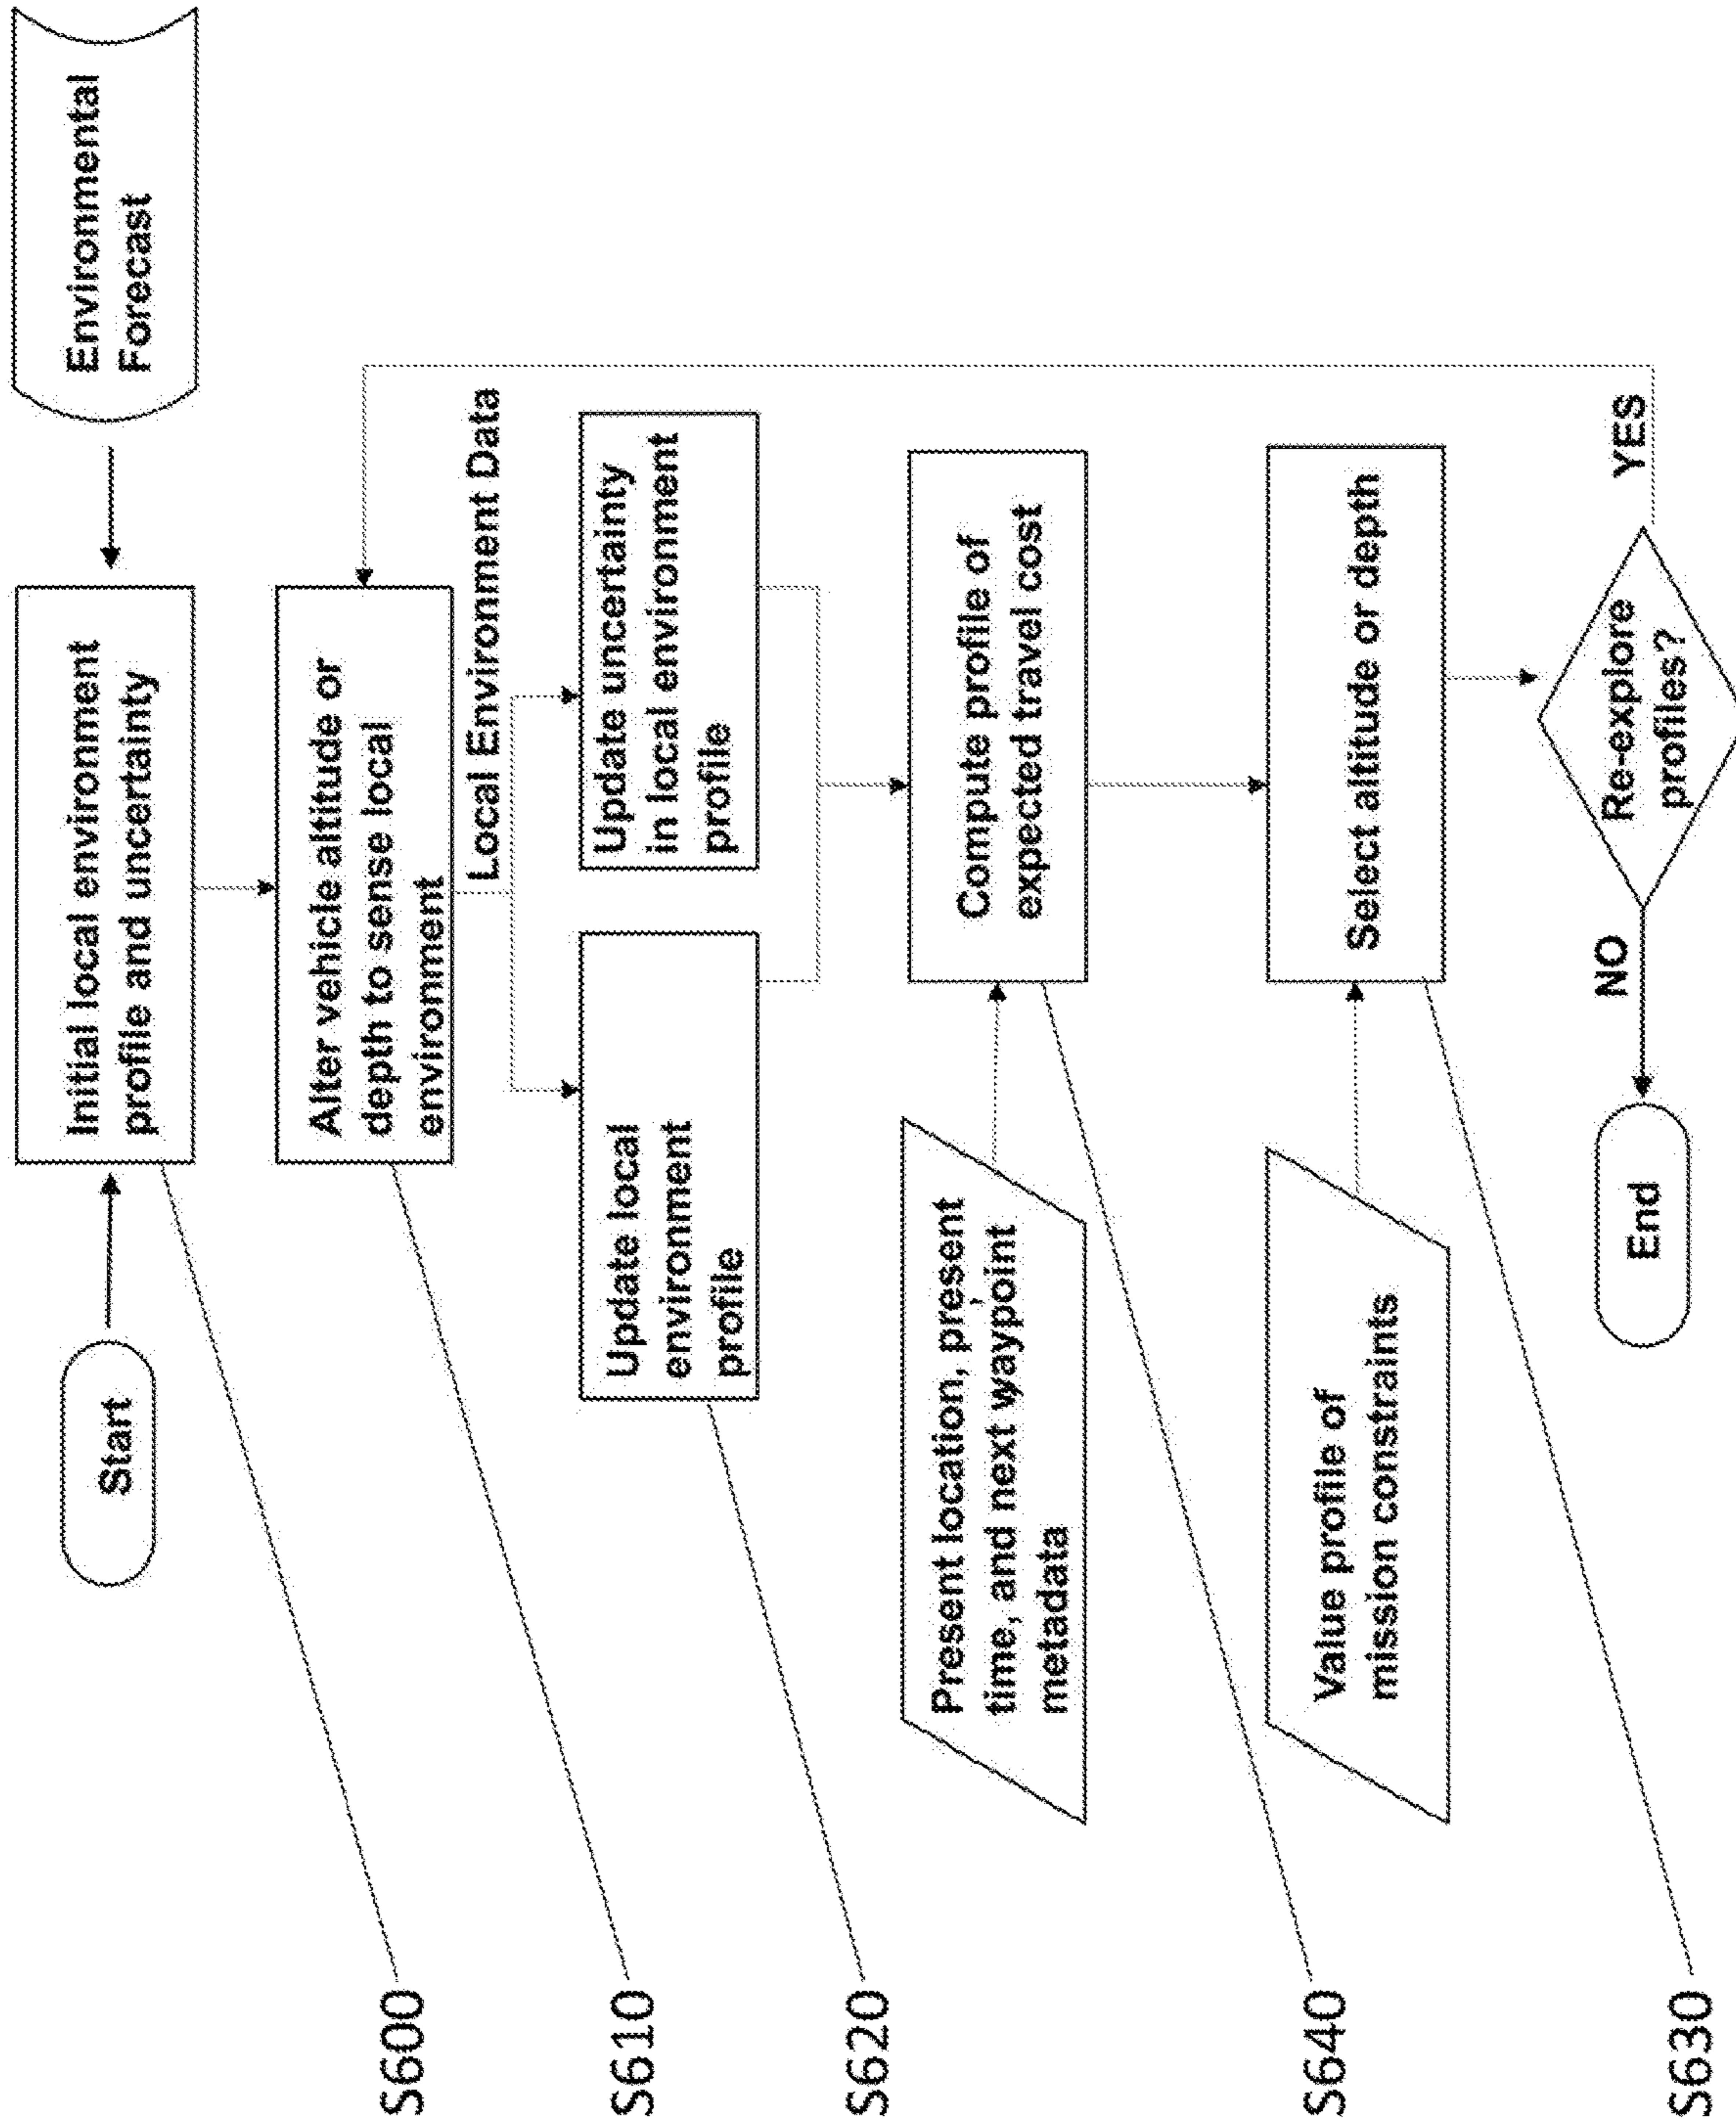 Start
Initial local environment
profile and uncertainty
Environmental
Forecast
S600
Alter vehicle altitude or
depth to sense local
environment
S610
Local Environment Data
Update local
environment
profile
Update uncertainty
in local environment
profile
S620
Present location, present
time, and next waypoint
metadata
Compute profile of
expected travel cost
S640
Value profile of
mission constraints
Select altitude or depth
S630
End
NO
Re-explore
profiles?
YES